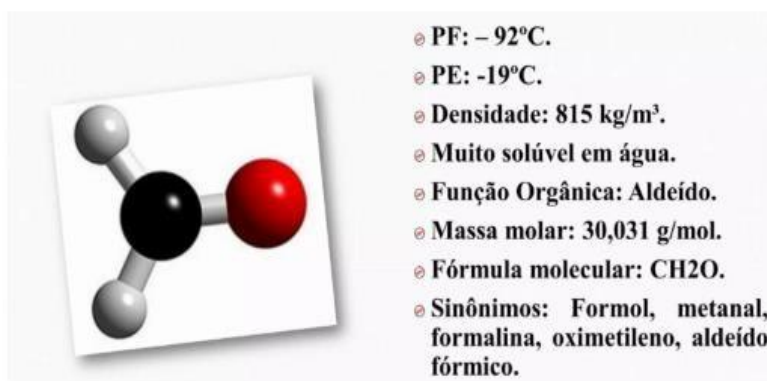 PF: – 92ºC.
PE: -19ºC.
Densidade: 815 kg/m³.
Muito solúvel em água.
Função Orgânica: Aldeído.
Massa molar: 30,031 g/mol.
Fórmula molecular: CH2O.
Sinônimos: Formol, metanal,
formalina, oximetileno, aldeído
fórmico.